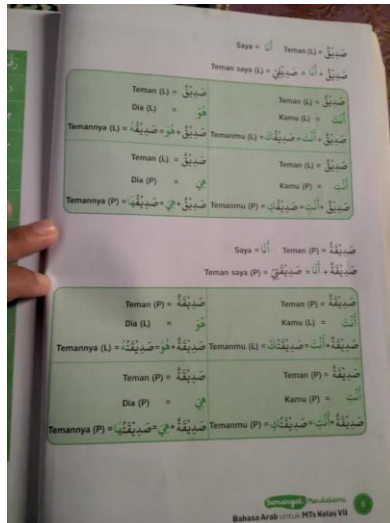 Saya = أَنَا Teman (L) = صَدِيْقٌ
Teman saya (L) = صَدِيْقٌ + أَنَا = صَدِيْقِيْ
Teman (L) = صَدِيْقٌ
Kamu (L) = أَنْتَ
Temanmu (L) = صَدِيْقٌ + أَنْتَ = صَدِيْقُكَ
Teman (L) = صَدِيْقٌ
Dia (L) = هُوَ
Temannya (L) = صَدِيْقٌ + هُوَ = صَدِيْقُهُ
Teman (L) = صَدِيْقٌ
Kamu (P) = أَنْتِ
Temanmu (P) = صَدِيْقٌ + أَنْتِ = صَدِيْقُكِ
Teman (L) = صَدِيْقٌ
Dia (P) = هِيَ
Temannya (P) = صَدِيْقٌ + هِيَ = صَدِيْقُهَا
Saya = أَنَا Teman (P) = صَدِيْقَةٌ
Teman saya (P) = صَدِيْقَةٌ + أَنَا = صَدِيْقَتِيْ
Teman (P) = صَدِيْقَةٌ
Kamu (L) = أَنْتَ
Temanmu (L) = صَدِيْقَةٌ + أَنْتَ = صَدِيْقَتُكَ
Teman (P) = صَدِيْقَةٌ
Dia (L) = هُوَ
Temannya (L) = صَدِيْقَةٌ + هُوَ = صَدِيْقَتُهُ
Teman (P) = صَدِيْقَةٌ
Kamu (P) = أَنْتِ
Temanmu (P) = صَدِيْقَةٌ + أَنْتِ = صَدِيْقَتُكِ
Teman (P) = صَدِيْقَةٌ
Dia (P) = هِيَ
Temannya (P) = صَدِيْقَةٌ + هِيَ = صَدِيْقَتُهَا
Semangat Mendalami
Bahasa Arab untuk MTs Kelas VII